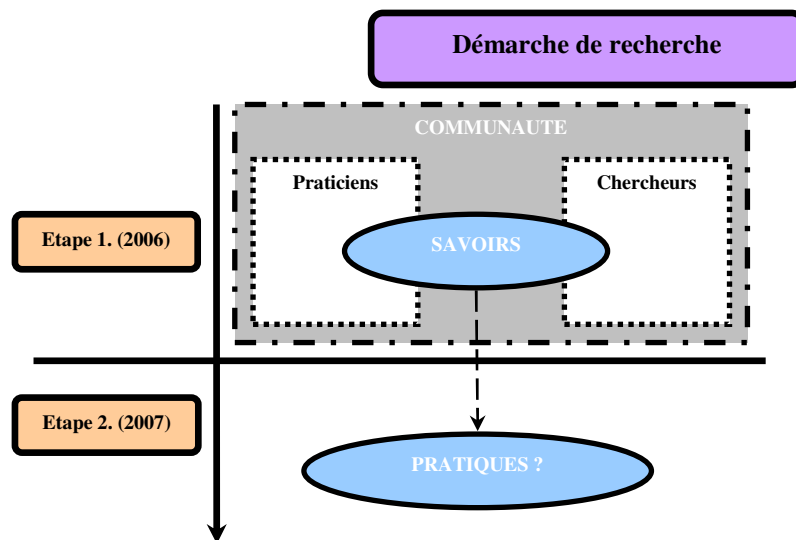 Démarche de recherche
COMMUNAUTE
Praticiens
Chercheurs
Etape 1. (2006)
SAVOIRS
Etape 2. (2007)
PRATIQUES ?